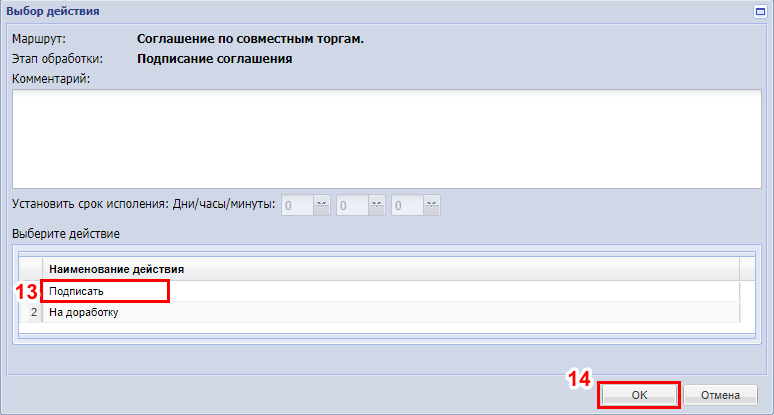 Выбор действия
Маршрут: Соглашение по совместным торгам.
Этап обработки: Подписание соглашения
Комментарий:
Установить срок исполения: Дни/часы/минуты: 0 0 0
Выберите действие
Наименование действия
13 Подписать
2 На доработку
14
OK Отмена